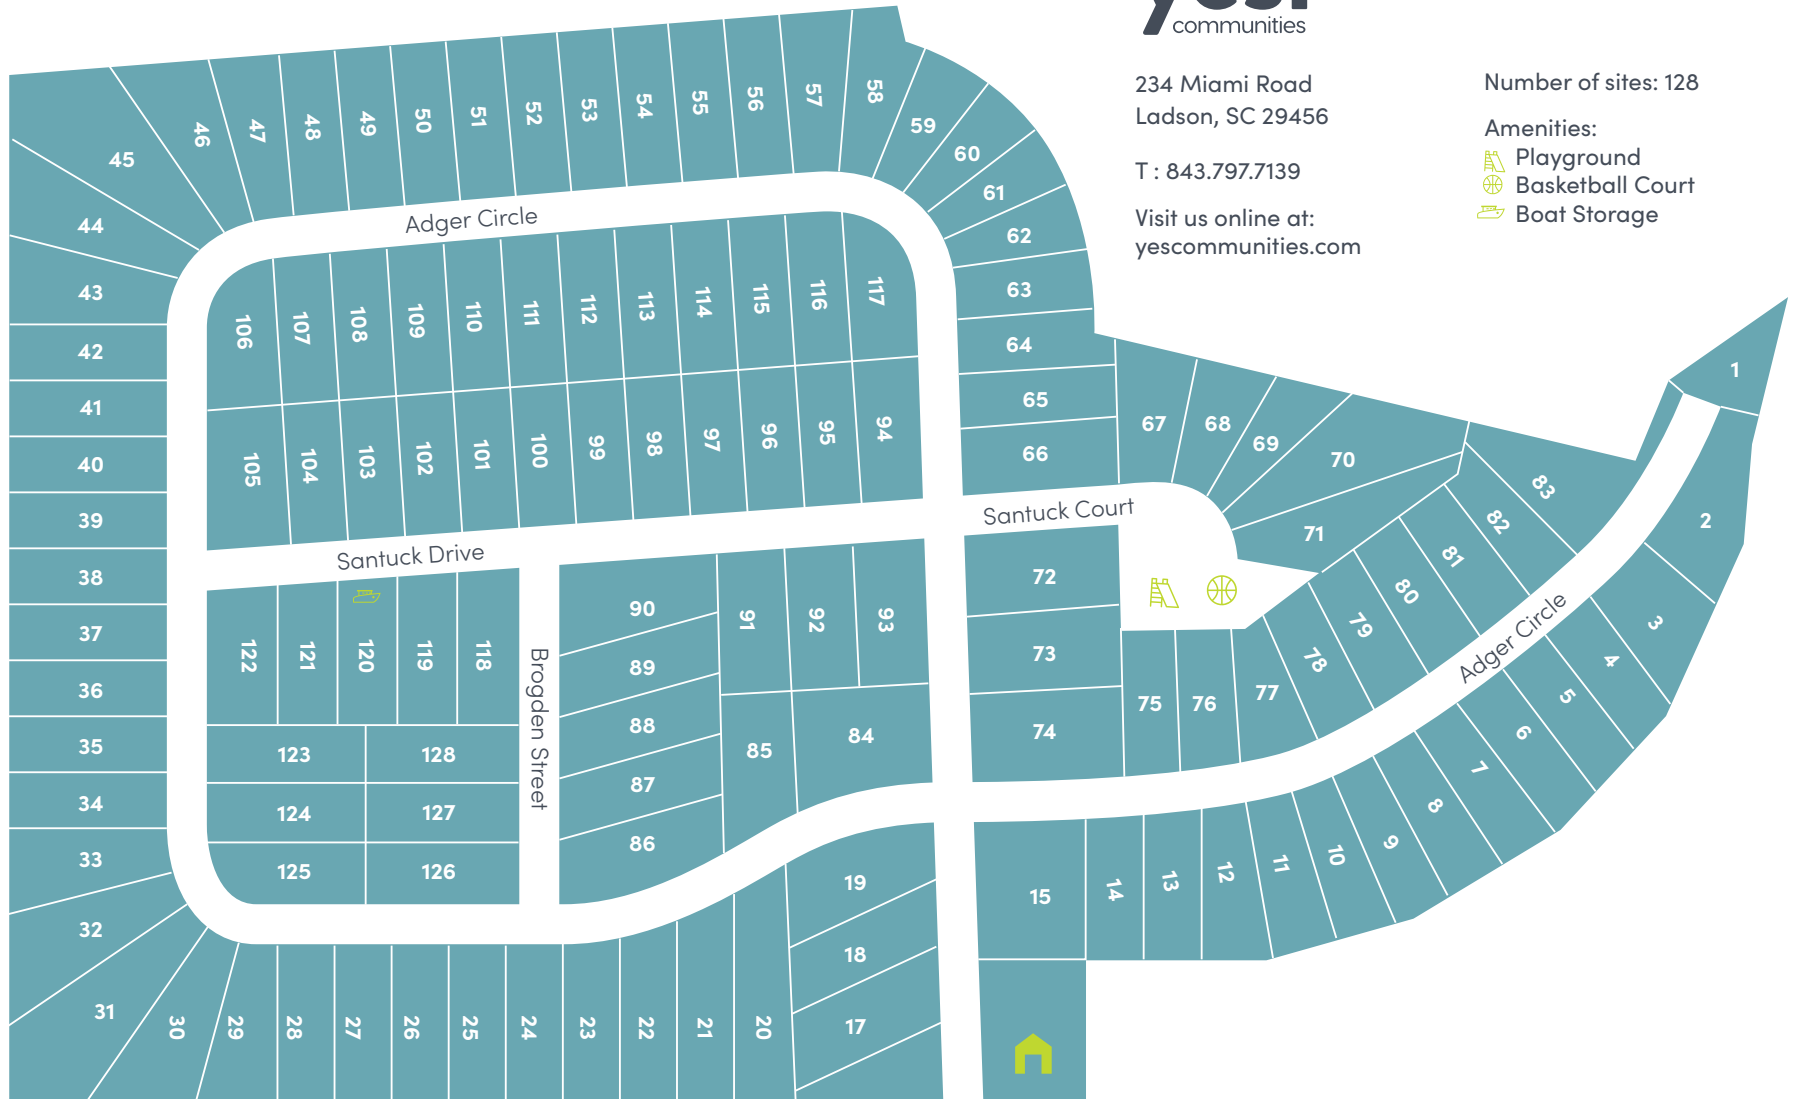 yes!
communities
234 Miami Road
Ladson, SC 29456
T : 843.797.7139
Visit us online at:
yescommunities.com
Number of sites: 128
Amenities:
Playground
Basketball Court
Boat Storage
45 46 47 48 49 50 51 52 53 54 55 56 57 58 59
60
61
62
63
64
65
66
44
43
42
41
40
39
38
37
36
35
34
33
32
31
Adger Circle
106 107 108 109 110 111 112 113 114 115 116 117
105 104 103 102 101 100 99 98 97 96 95 94
Santuck Drive
Santuck Court
67 68 69 70
71
83
82
81
80
79
78
77
76
75
72
73
74
1
2
3
4
5
6
7
8
9
10
11
12
13
14
15
Adger Circle
122 121 120 119 118
123 128
124 127
125 126
Brogden Street
90
89
88
87
86
91 92 93
85 84
19
18
17
30 29 28 27 26 25 24 23 22 21 20